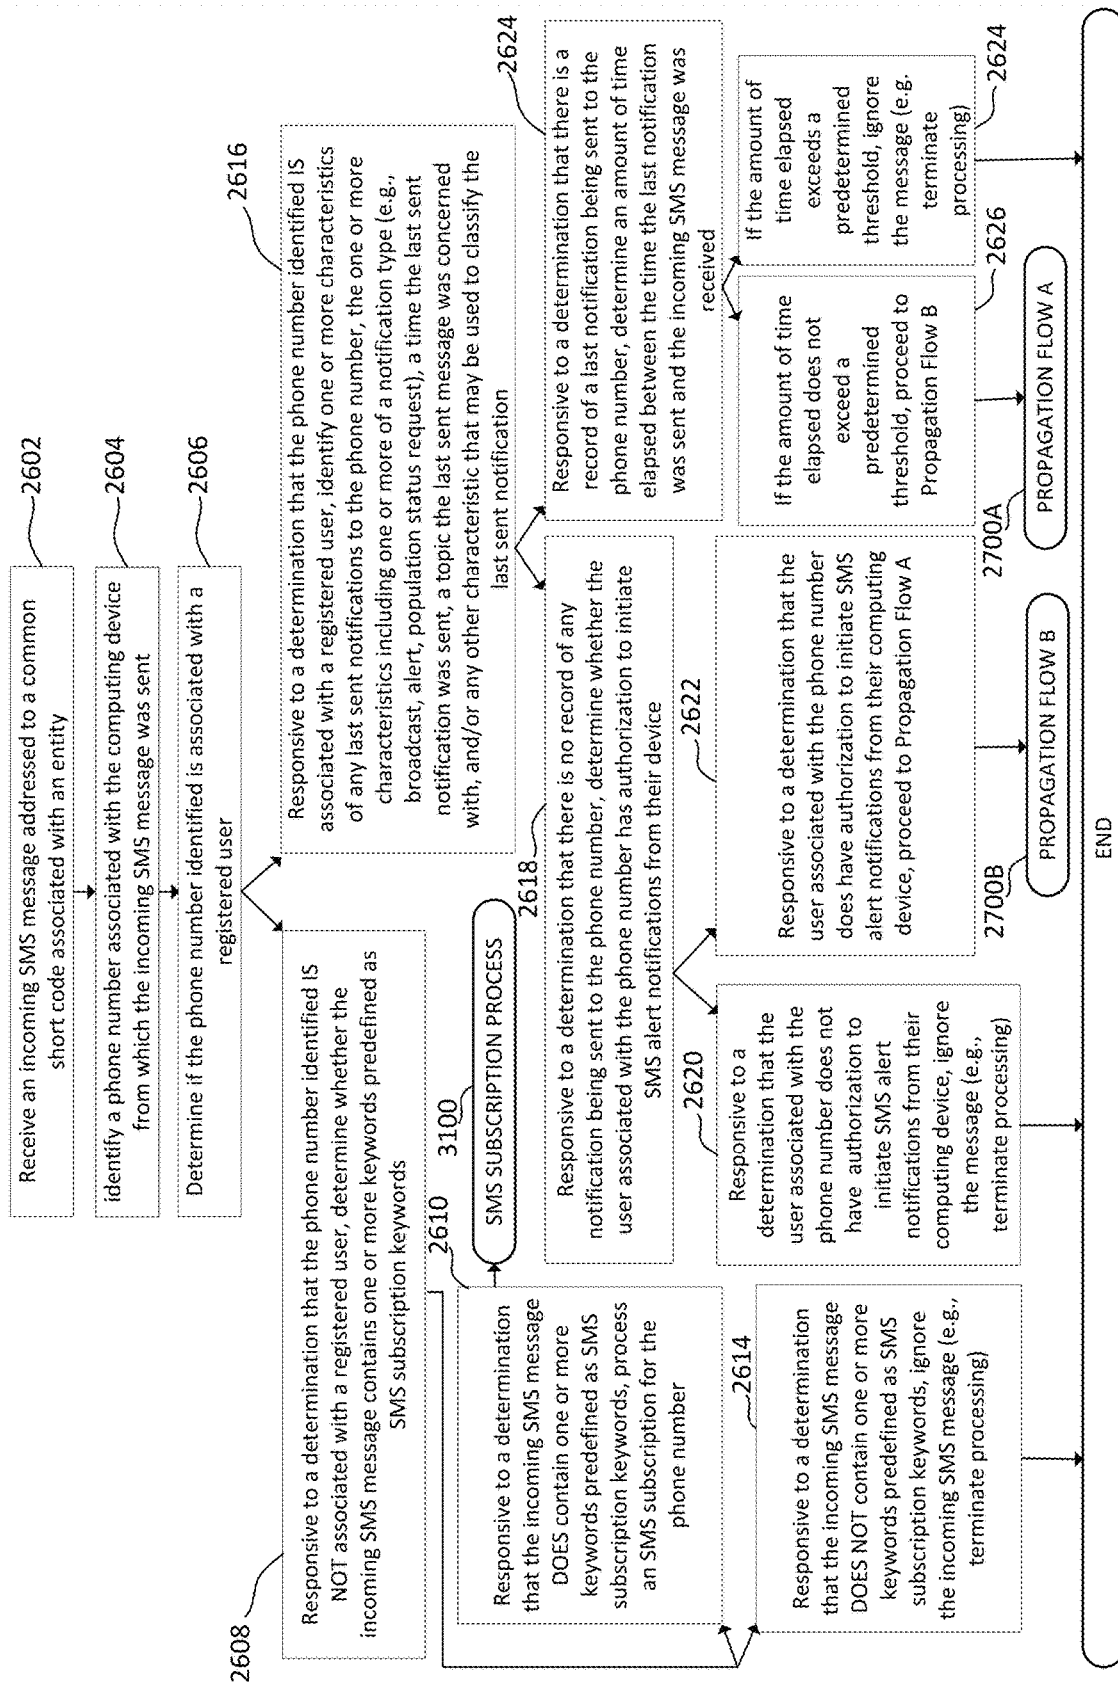 Receive an incoming SMS message addressed to a common
short code associated with an entity
2602
identify a phone number associated with the computing device
from which the incoming SMS message was sent
2604
Determine if the phone number identified is associated with a
registered user
2606
2608
Responsive to a determination that the phone number identified IS
NOT associated with a registered user, determine whether the
incoming SMS message contains one or more keywords predefined as
SMS subscription keywords
2616
Responsive to a determination that the phone number identified IS
associated with a registered user, identify one or more characteristics
of any last sent notifications to the phone number, the one or more
characteristics including one or more of a notification type (e.g.,
broadcast, alert, population status request), a time the last sent
notification was sent, a topic the last sent message was concerned
with, and/or any other characteristic that may be used to classify the
last sent notification
2610
Responsive to a determination
that the incoming SMS message
DOES contain one or more
keywords predefined as SMS
subscription keywords, process
an SMS subscription for the
phone number
3100
SMS SUBSCRIPTION PROCESS
2614
Responsive to a determination
that the incoming SMS message
DOES NOT contain one or more
keywords predefined as SMS
subscription keywords, ignore
the incoming SMS message (e.g.,
terminate processing)
2618
Responsive to a determination that there is no record of any
notification being sent to the phone number, determine whether the
user associated with the phone number has authorization to initiate
SMS alert notifications from their device
2624
Responsive to a determination that there is a
record of a last notification being sent to the
phone number, determine an amount of time
elapsed between the time the last notification
was sent and the incoming SMS message was
received
2620
Responsive to a
determination that the
user associated with the
phone number does not
have authorization to
initiate SMS alert
notifications from their
computing device, ignore
the message (e.g.,
terminate processing)
2622
Responsive to a determination that the
user associated with the phone number
does have authorization to initiate SMS
alert notifications from their computing
device, proceed to Propagation Flow A
If the amount of time
elapsed does not
exceed a
predetermined
threshold, proceed to
Propagation Flow B
2626
If the amount of
time elapsed
exceeds a
predetermined
threshold, ignore
the message (e.g.
terminate
processing)
2624
2700B
PROPAGATION FLOW B
2700A
PROPAGATION FLOW A
END